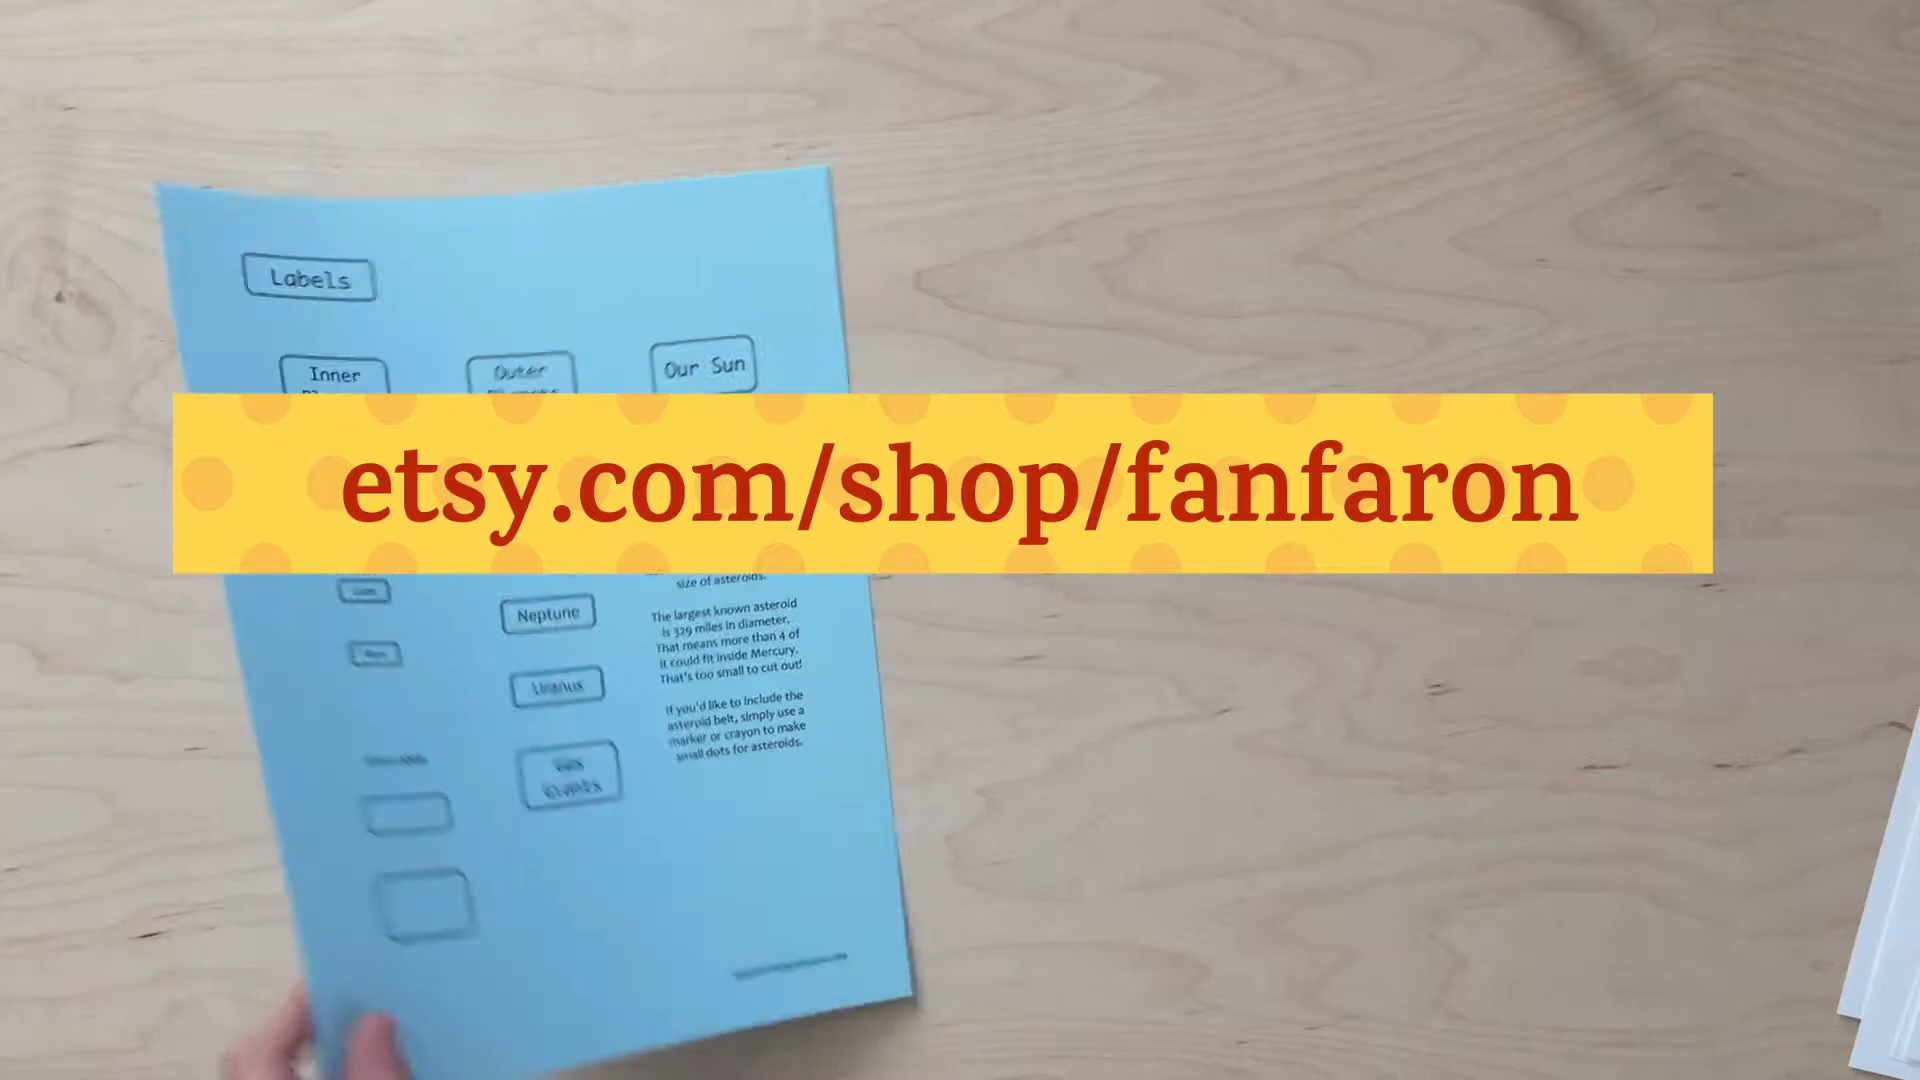 Labels
Inner
Outer
Our Sun
etsy.com/shop/fanfaron
size of asteroids.
The largest known asteroid
is 329 miles in diameter.
That means more than 4 of
it could fit inside Mercury.
That's too small to cut out!
If you'd like to include the
asteroid belt, simply use a
marker or crayon to make
small dots for asteroids.
Neptune
Uranus